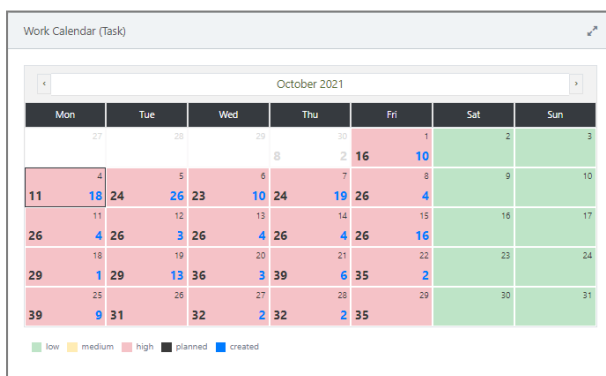 Work Calendar (Task)
October 2021
Mon Tue Wed Thu Fri Sat Sun
27 28 29 30 1 2 3
8 2 16 10
4 5 6 7 8 9 10
11 18 24 26 23 10 24 19 26 4
11 12 13 14 15 16 17
26 4 26 3 26 4 26 4 26 16
18 19 20 21 22 23 24
29 1 29 13 36 3 39 6 35 2
25 26 27 28 29 30 31
39 9 31 32 2 32 2 35
low medium high planned created